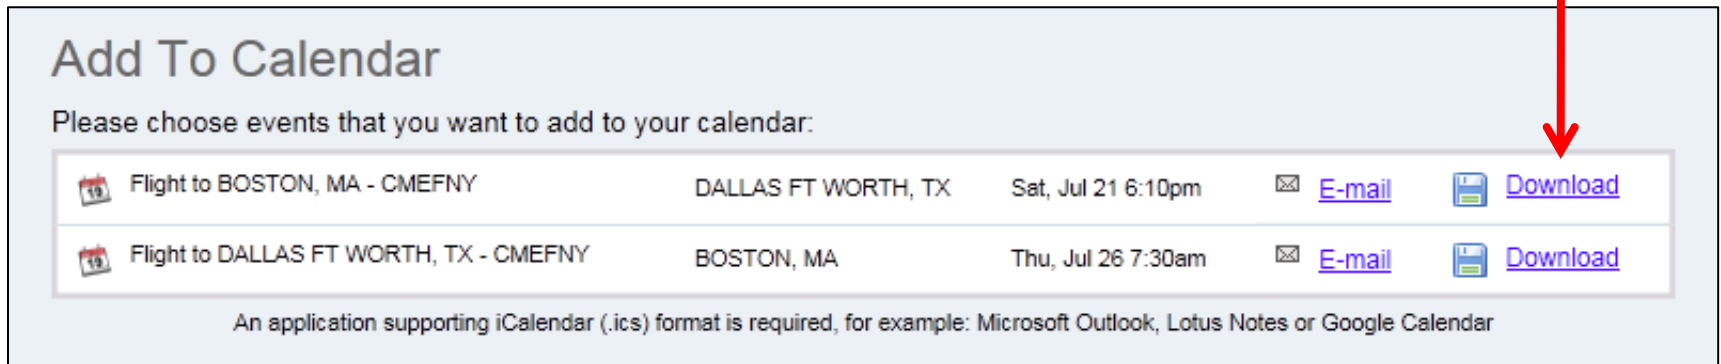 Add To Calendar
Please choose events that you want to add to your calendar:
19 Flight to BOSTON, MA - CMEFNY DALLAS FT WORTH, TX Sat, Jul 21 6:10pm E-mail Download
19 Flight to DALLAS FT WORTH, TX - CMEFNY BOSTON, MA Thu, Jul 26 7:30am E-mail Download
An application supporting iCalendar (.ics) format is required, for example: Microsoft Outlook, Lotus Notes or Google Calendar